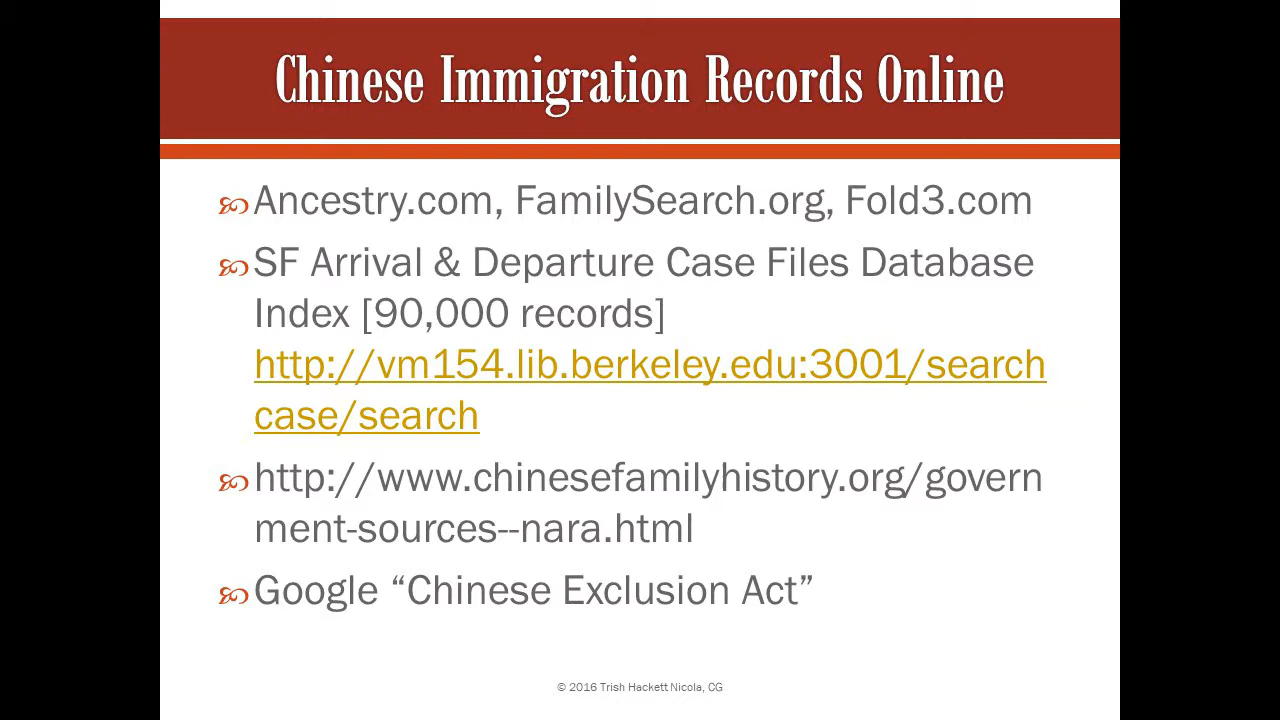 Chinese Immigration Records Online
Ancestry.com, FamilySearch.org, Fold3.com
SF Arrival & Departure Case Files Database
Index [90,000 records]
http://vm154.lib.berkeley.edu:3001/search
case/search
http://www.chinesefamilyhistory.org/govern
ment-sources--nara.html
Google “Chinese Exclusion Act”
© 2016 Trish Hackett Nicola, CG